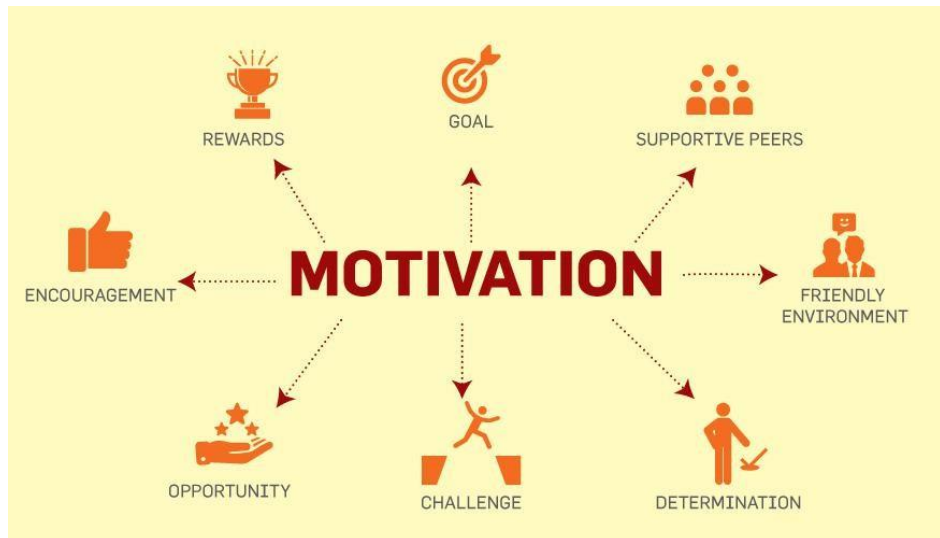 REWARDS
GOAL
SUPPORTIVE PEERS
MOTIVATION
ENCOURAGEMENT
FRIENDLY
ENVIRONMENT
OPPORTUNITY
CHALLENGE
DETERMINATION